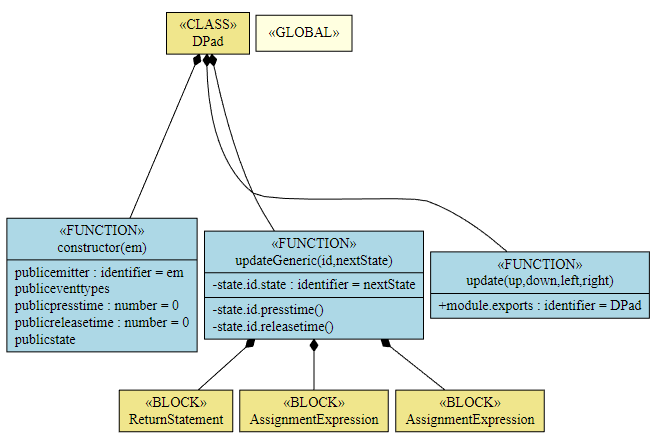 «CLASS»
DPad
«GLOBAL»
«FUNCTION»
constructor(em)
publicemitter : identifier = em
publiceventtypes
publicpresstime : number = 0
publicreleasetime : number = 0
publicstate
«FUNCTION»
updateGeneric(id,nextState)
-state.id.state : identifier = nextState
-state.id.presstime()
-state.id.releasetime()
«FUNCTION»
update(up,down,left,right)
+module.exports : identifier = DPad
«BLOCK»
ReturnStatement
«BLOCK»
AssignmentExpression
«BLOCK»
AssignmentExpression